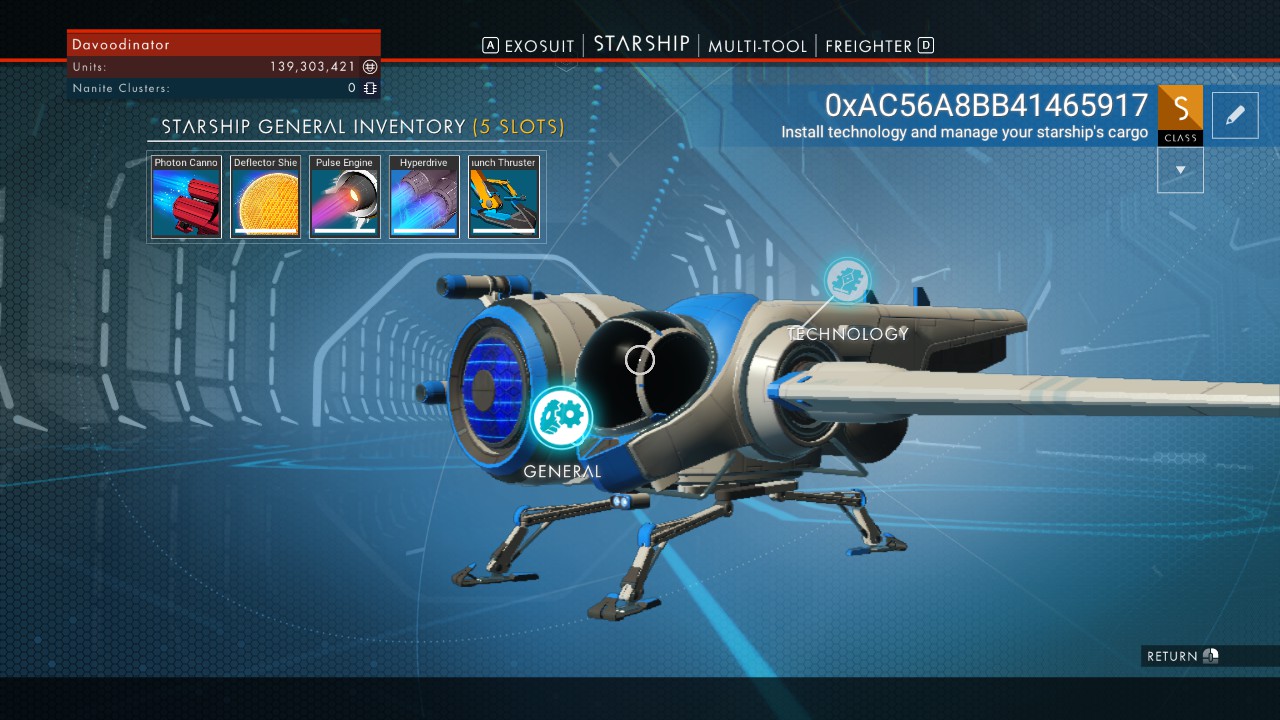 Davoodinator
Units: 139,303,421
Nanite Clusters: 0
A EXOSUIT STARSHIP MULTI-TOOL FREIGHTER D
0xAC56A8BB41465917
Install technology and manage your starship's cargo
S
CLASS
STARSHIP GENERAL INVENTORY (5 SLOTS)
Photon Canno Deflector Shie Pulse Engine Hyperdrive unch Thruster
TECHNOLOGY
GENERAL
RETURN